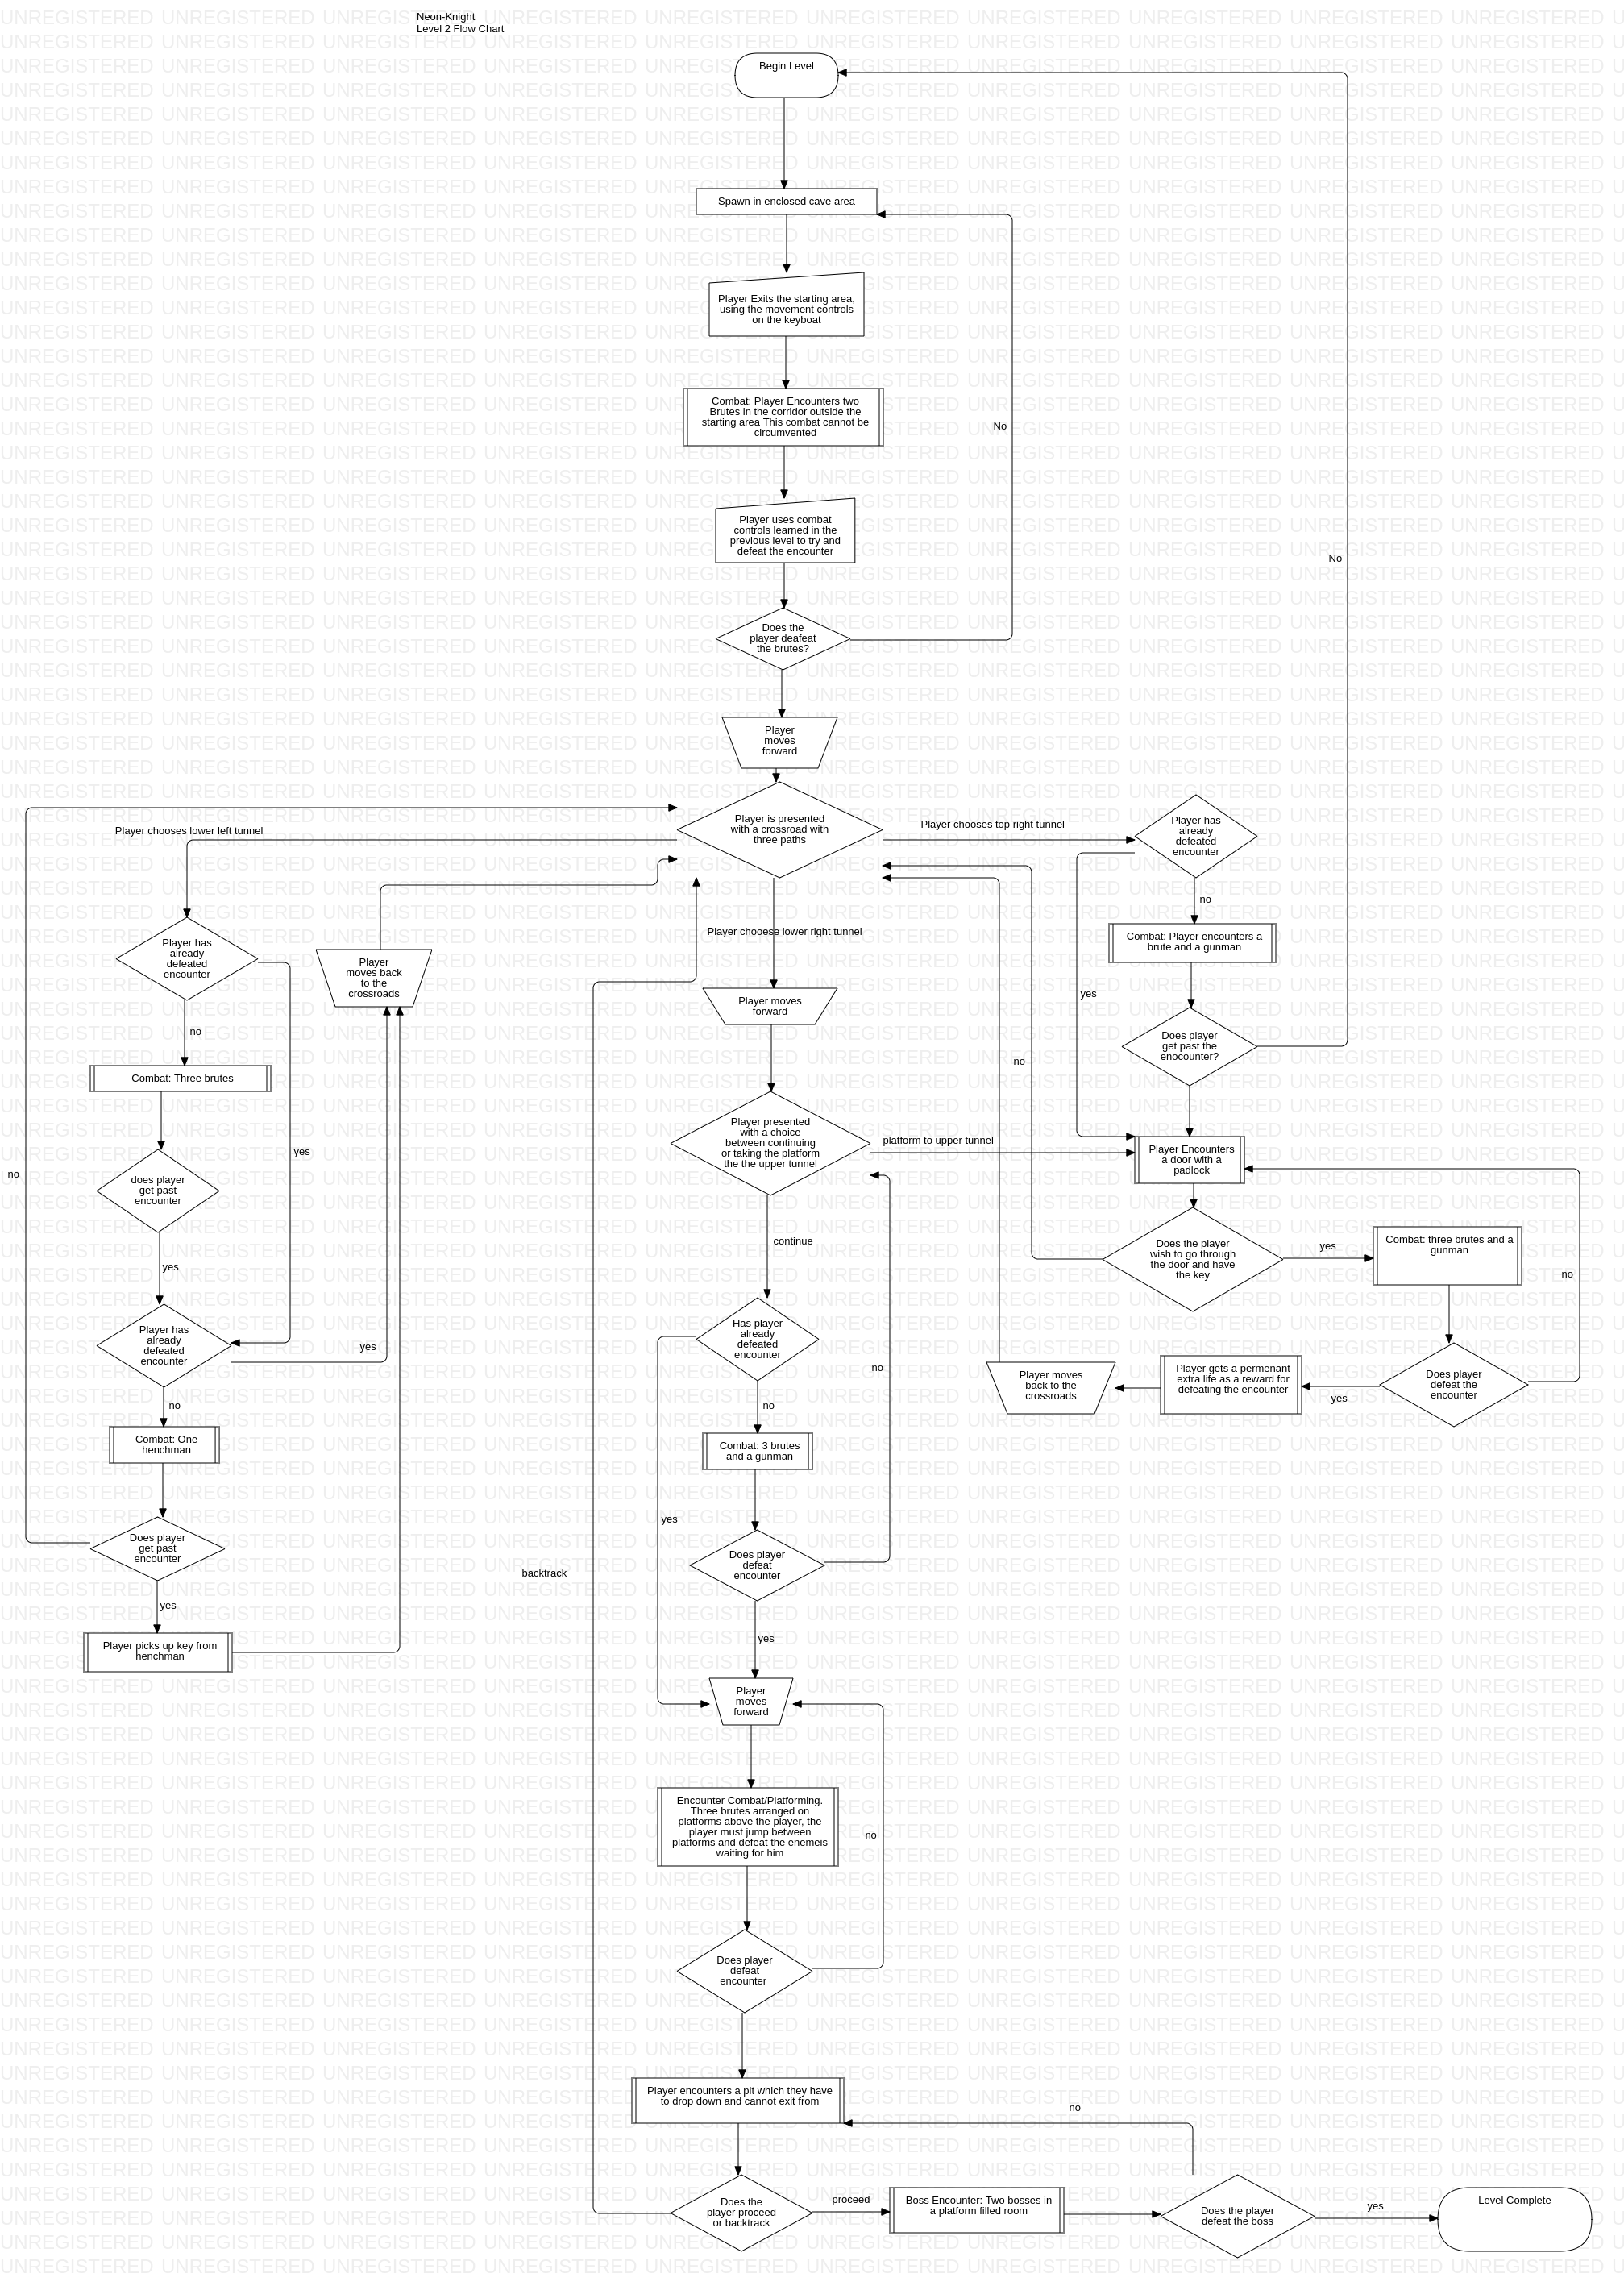 Neon-Knight
Level 2 Flow Chart
Begin Level
Spawn in enclosed cave area
Player Exits the starting area,
using the movement controls
on the keyboat
Combat: Player Encounters two
Brutes in the corridor outside the
starting area This combat cannot be
circumvented
No
Player uses combat
controls learned in the
previous level to try and
defeat the encounter
No
Does the
player deafeat
the brutes?
Player
moves
forward
Player is presented
with a crossroad with
three paths
Player chooses lower left tunnel
Player chooses top right tunnel
Player has
already
defeated
encounter
no
Combat: Player encounters a
brute and a gunman
yes
Does player
get past the
enocounter?
Player has
already
defeated
encounter
Player
moves back
to the
crossroads
Player chooese lower right tunnel
Player moves
forward
no
no
Combat: Three brutes
yes
does player
get past
encounter
no
yes
Player presented
with a choice
between continuing
or taking the platform
the the upper tunnel
platform to upper tunnel
Player Encounters
a door with a
padlock
continue
Does the player
wish to go through
the door and have
the key
yes
Combat: three brutes and a
gunman
no
Player has
already
defeated
encounter
yes
no
Combat: One
henchman
Has player
already
defeated
encounter
no
no
Player moves
back to the
crossroads
Player gets a permenant
extra life as a reward for
defeating the encounter
yes
Does player
defeat the
encounter
Combat: 3 brutes
and a gunman
yes
Does player
get past
encounter
yes
Does player
defeat
encounter
backtrack
Player picks up key from
henchman
yes
Player
moves
forward
Encounter Combat/Platforming.
Three brutes arranged on
platforms above the player, the
player must jump between
platforms and defeat the enemeis
waiting for him
no
Does player
defeat
encounter
Player encounters a pit which they have
to drop down and cannot exit from
no
Does the
player proceed
or backtrack
proceed
Boss Encounter: Two bosses in
a platform filled room
Does the player
defeat the boss
yes
Level Complete